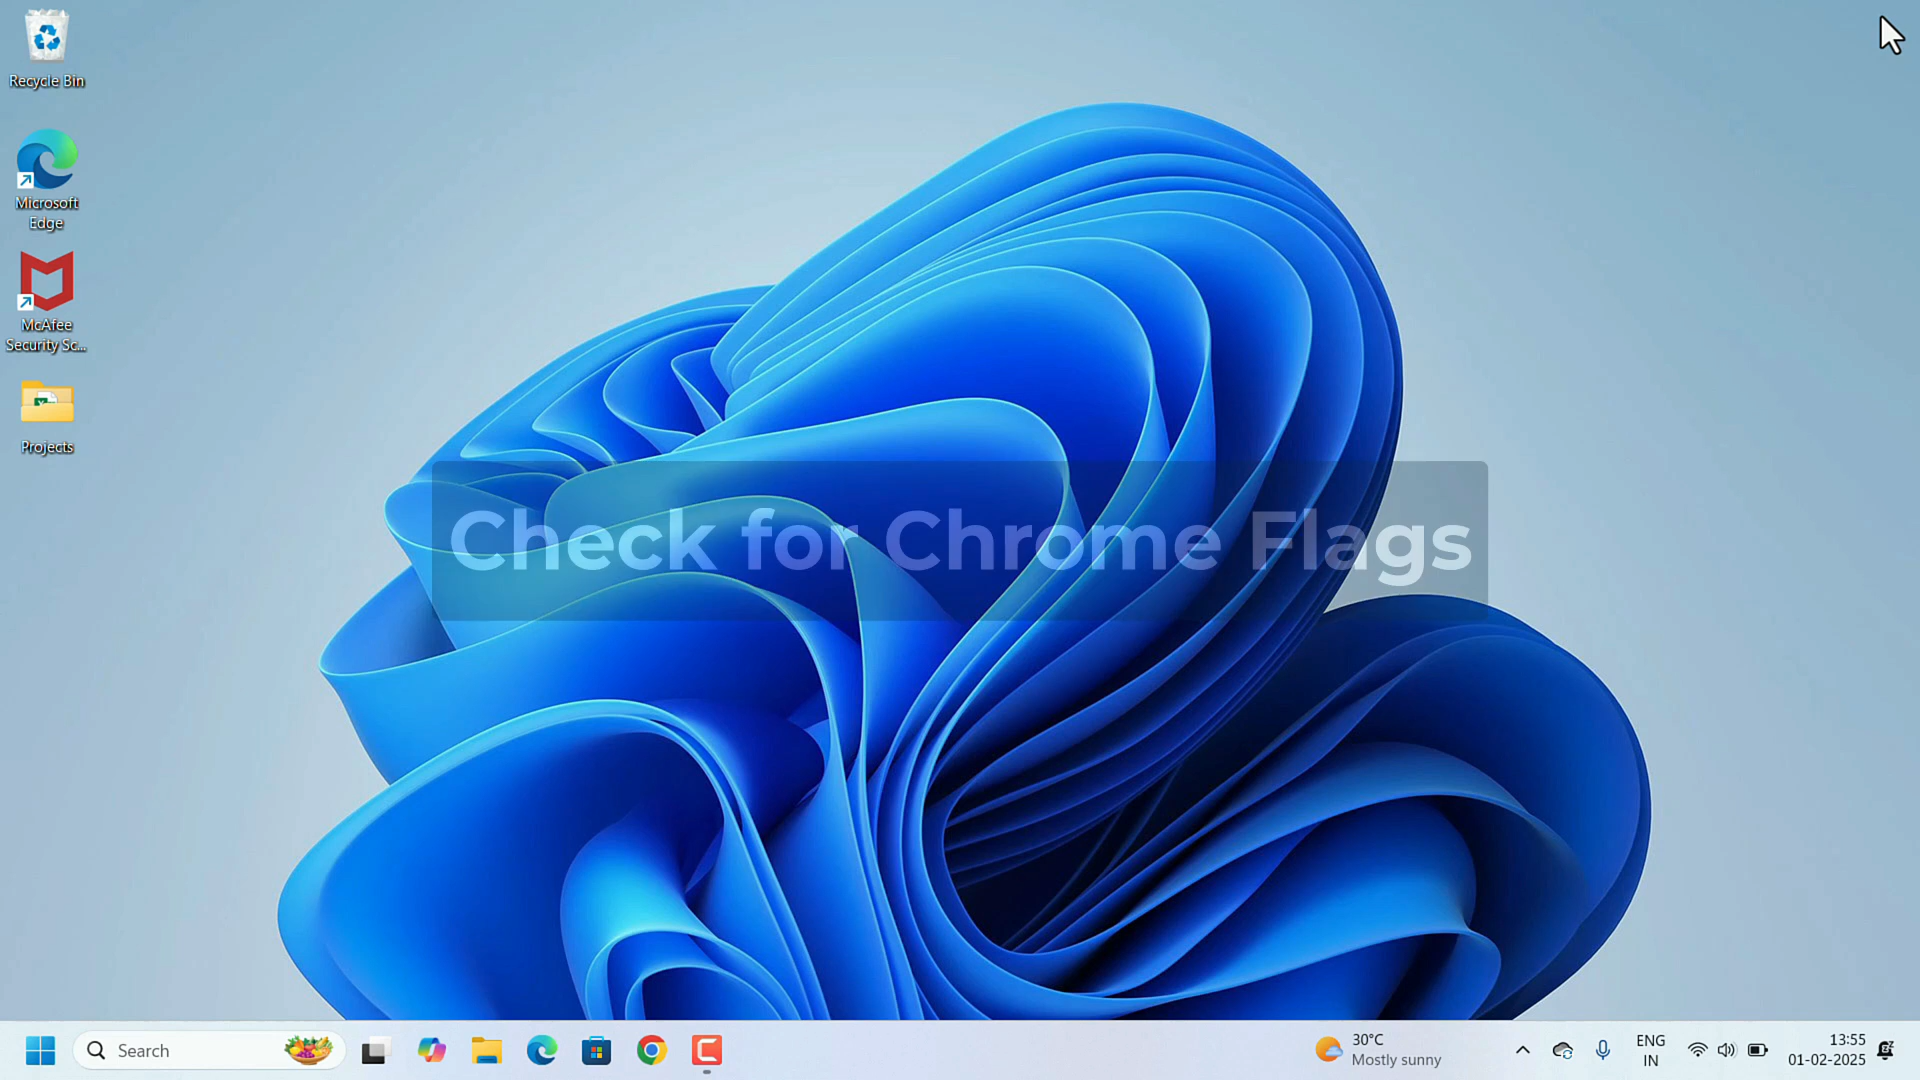 Recycle Bin
Microsoft
Edge
McAfee
Security Sc...
Projects
Check for Chrome Flags
Search
30°C
Mostly sunny
ENG
IN
13:55
01-02-2025